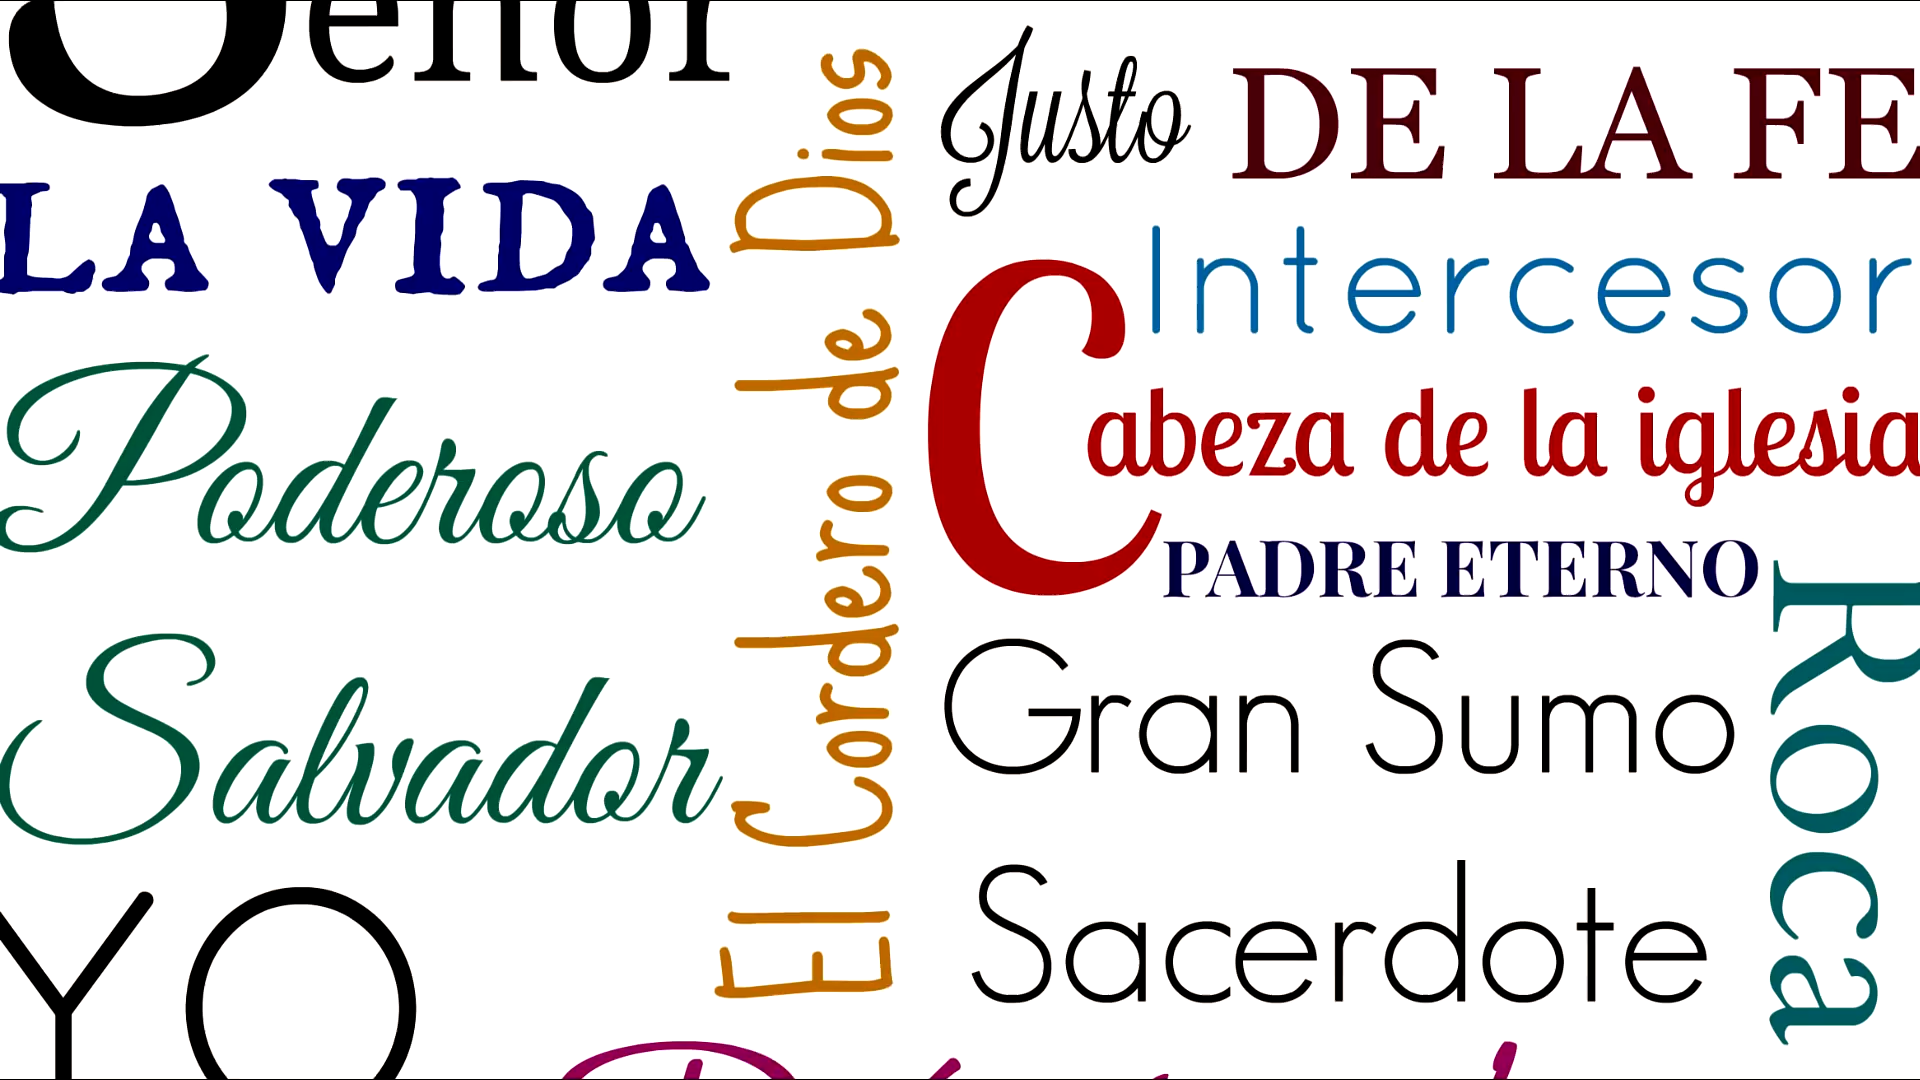 Señor
LA VIDA
Poderoso
Salvador
YO
El Cordero de Dios
Justo
DE LA FE
Intercesor
Cabeza de la iglesia
PADRE ETERNO
Gran Sumo
Sacerdote
Roca